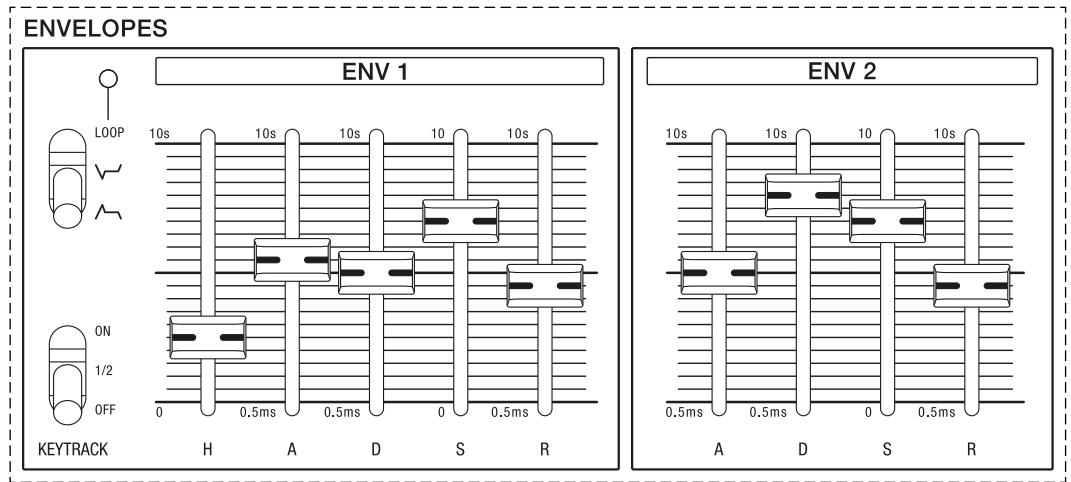 ENVELOPES
ENV 1
ENV 2
LOOP
10s 10s 10s 10 10s
10s 10s 10 10s
ON
1/2
OFF
0 0.5ms 0.5ms 0 0.5ms
0.5ms 0.5ms 0 0.5ms
KEYTRACK H A D S R
A D S R